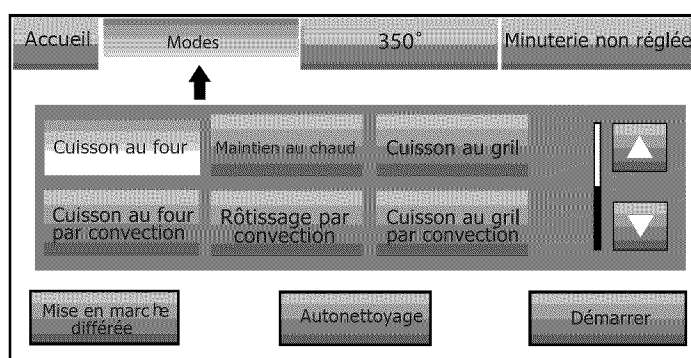 Accueil
Modes
350°
Minuterie non réglée
Cuisson au four
Maintien au chaud
Cuisson au gril
Cuisson au four
par convection
Rôtissage par
convection
Cuisson au gril
par convection
Mise en marche
différée
Autonettoyage
Démarrer